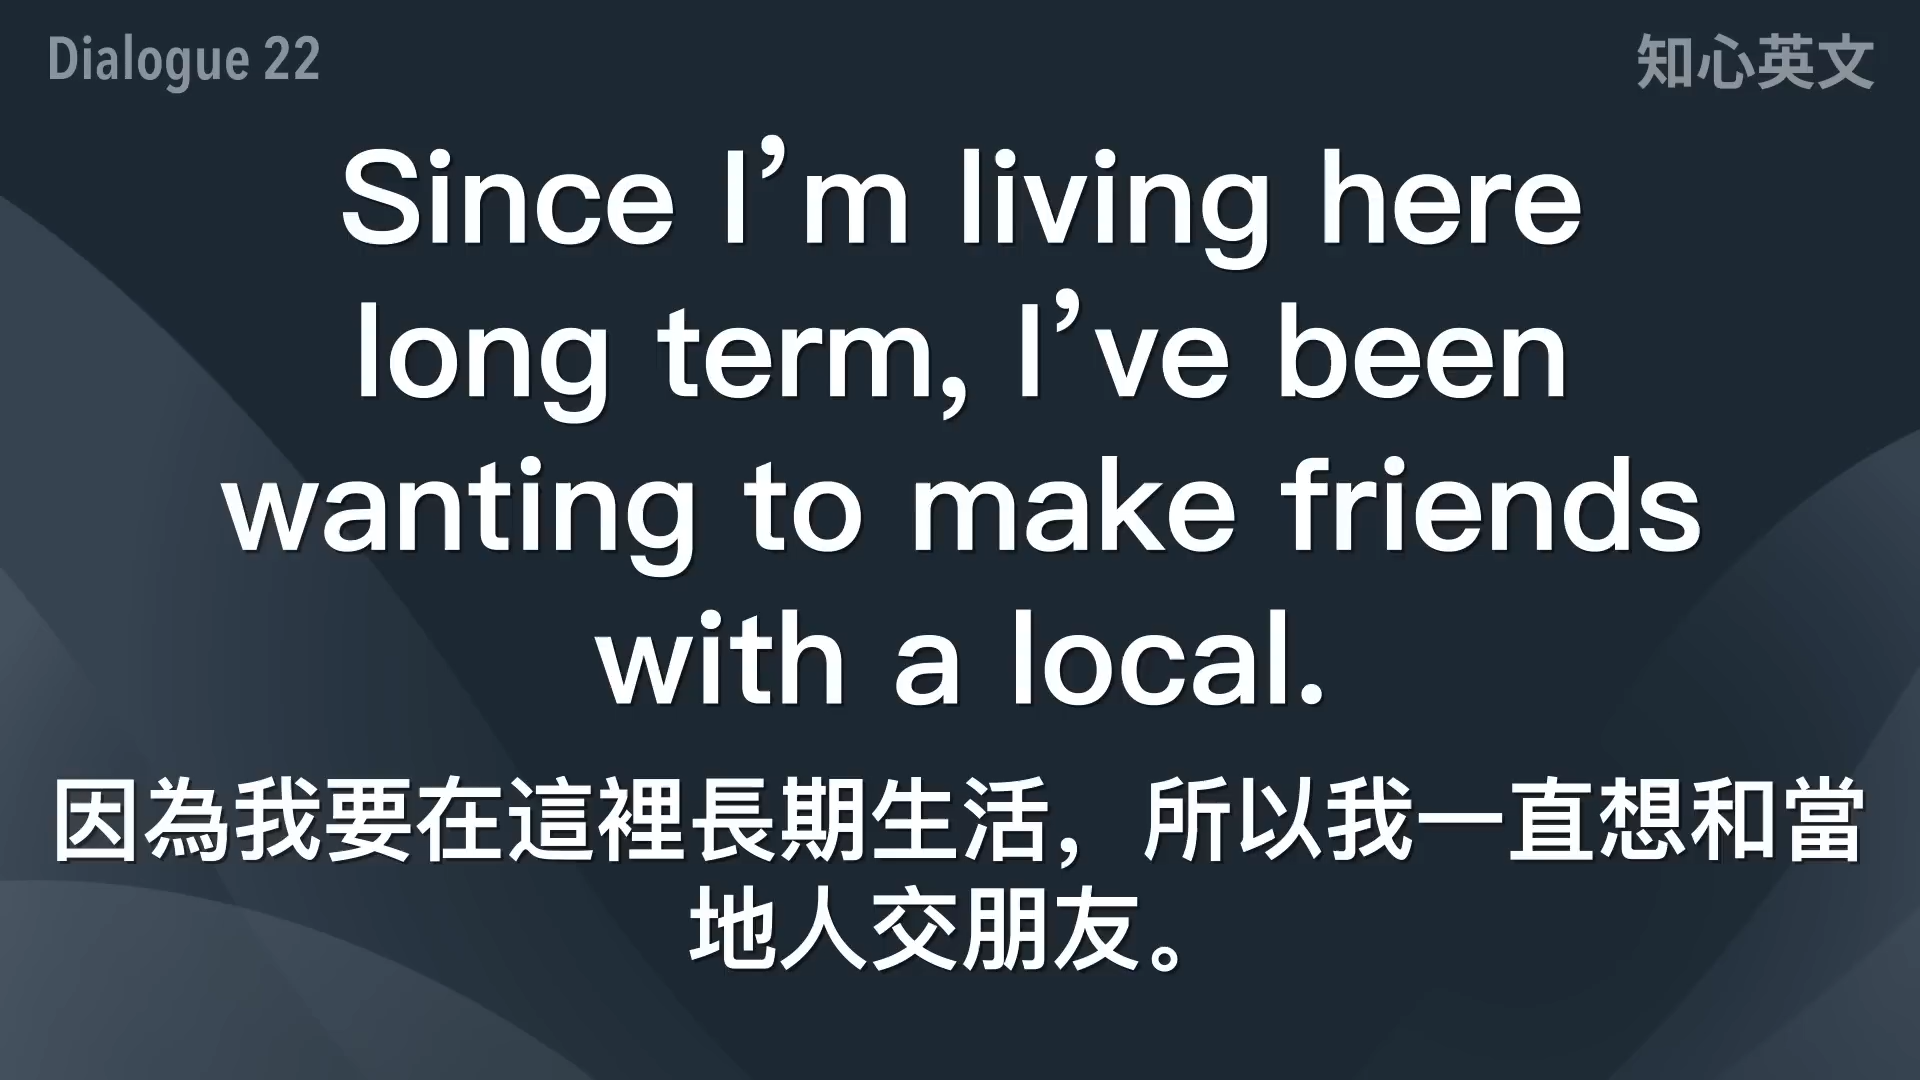 Dialogue 22
知心英文
Since I’m living here
long term, I’ve been
wanting to make friends
with a local.
因為我要在這裡長期生活，所以我一直想和當
地人交朋友。